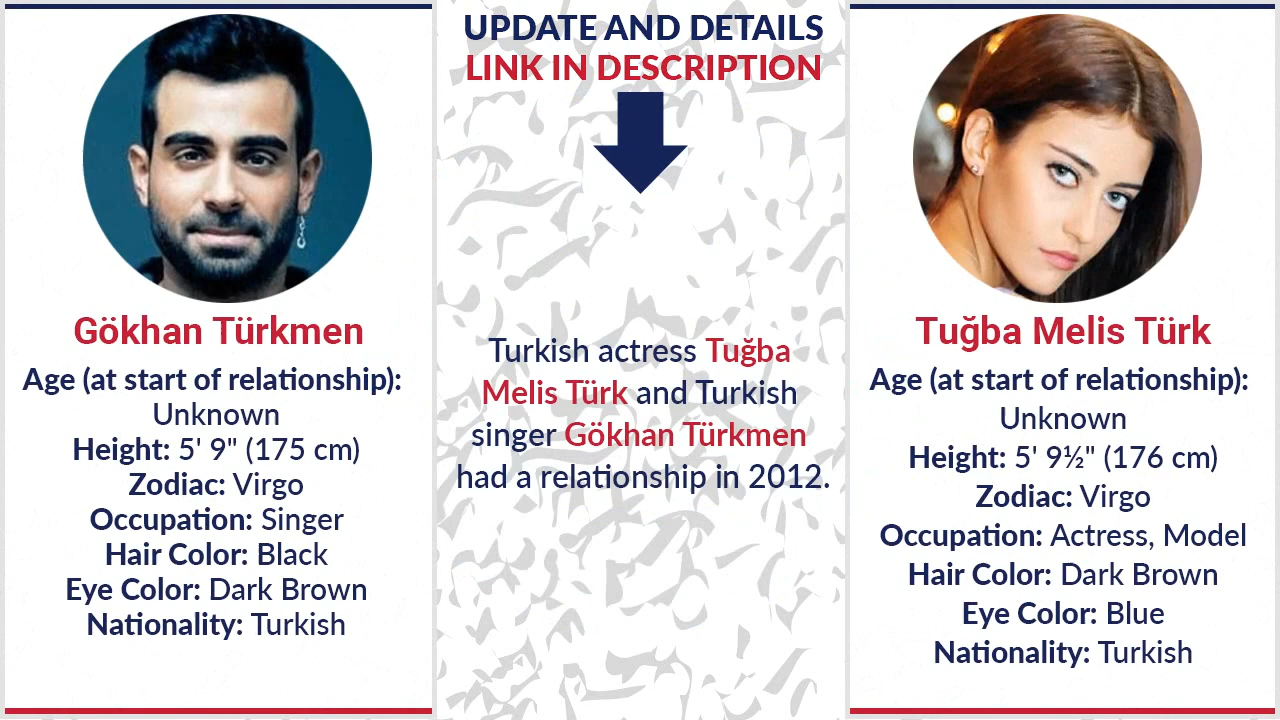 UPDATE AND DETAILS
LINK IN DESCRIPTION
Gökhan Türkmen
Age (at start of relationship):
Unknown
Height: 5' 9" (175 cm)
Zodiac: Virgo
Occupation: Singer
Hair Color: Black
Eye Color: Dark Brown
Nationality: Turkish
Turkish actress Tuğba
Melis Türk and Turkish
singer Gökhan Türkmen
had a relationship in 2012.
Tuğba Melis Türk
Age (at start of relationship):
Unknown
Height: 5' 9½" (176 cm)
Zodiac: Virgo
Occupation: Actress, Model
Hair Color: Dark Brown
Eye Color: Blue
Nationality: Turkish